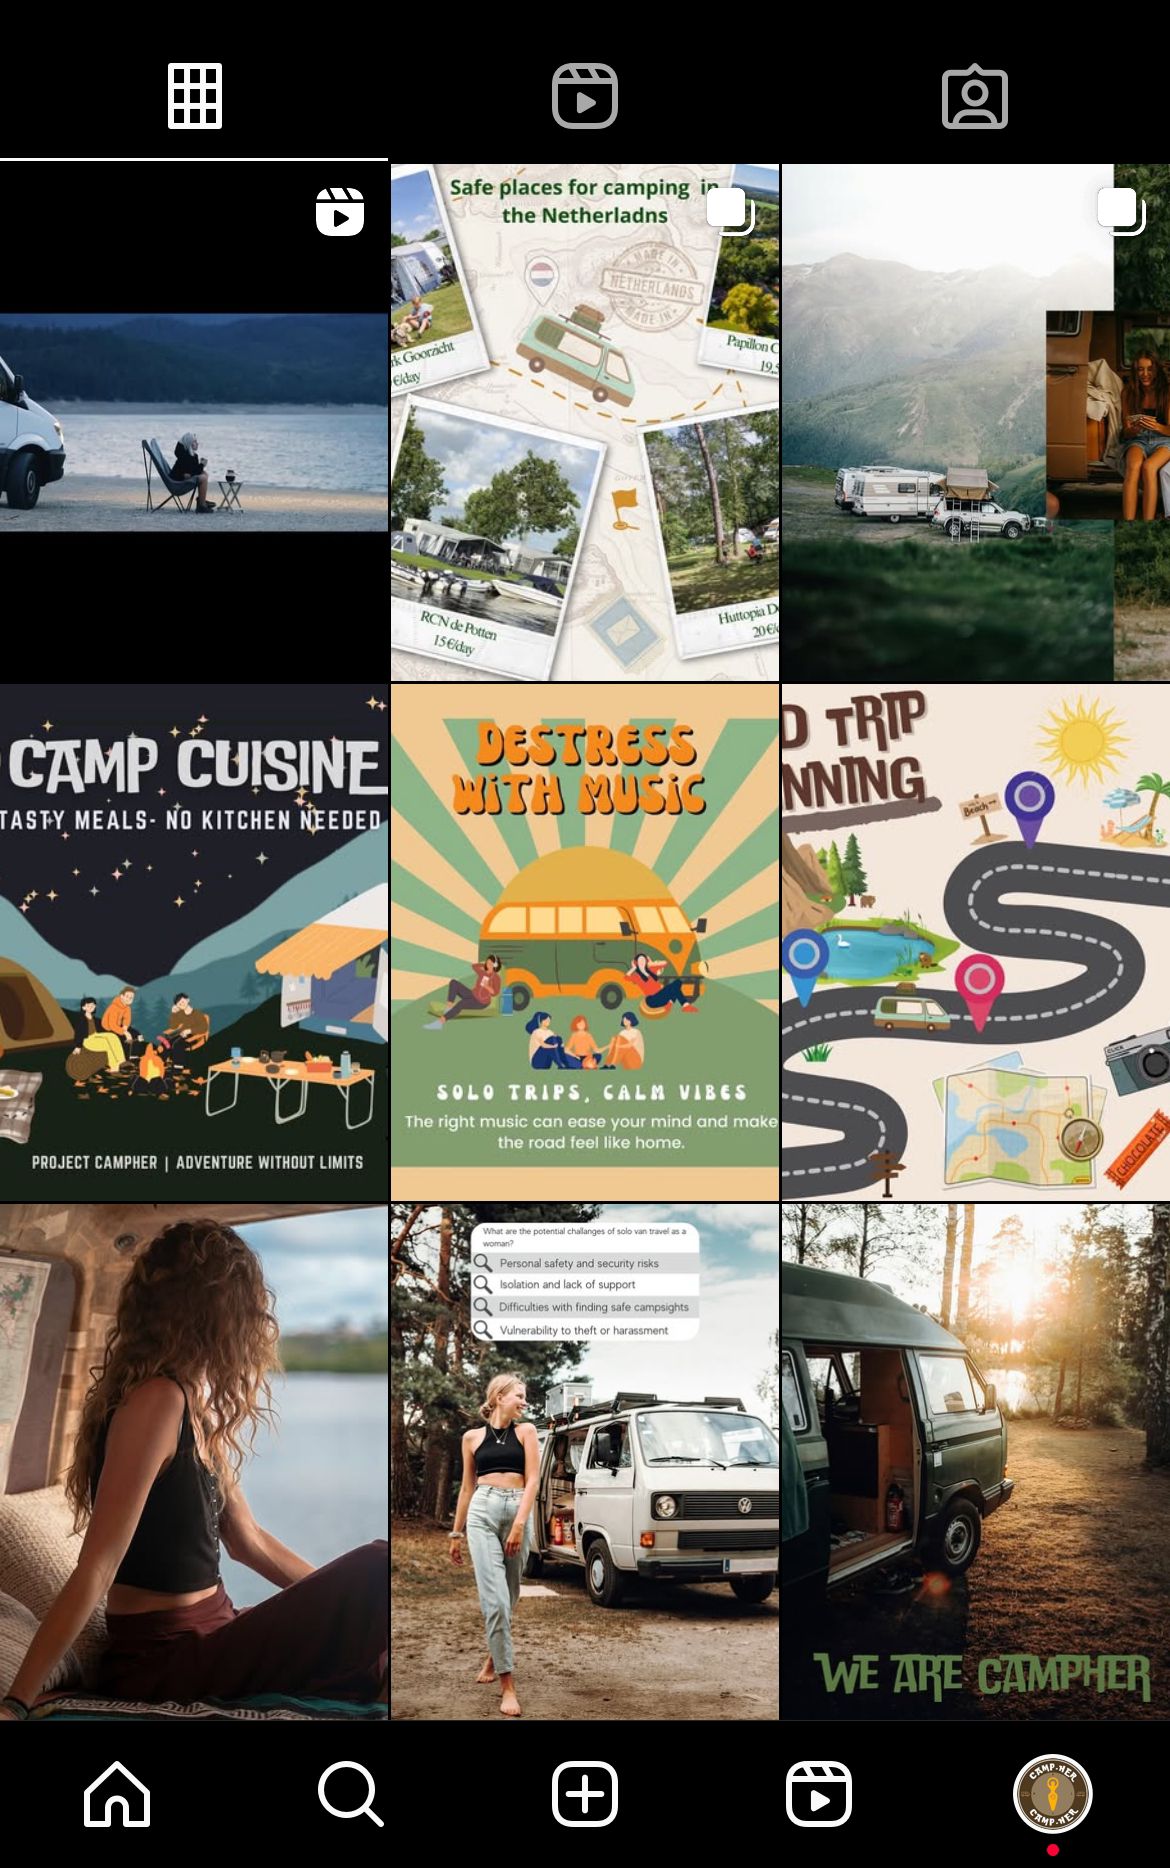 Safe places for camping in
the Netherladns
MADE IN
NETHERLANDS
MADE IN
rk Goorzicht
€/day
Papillon C
19,5
RCN de Potten
15€/day
Huttopia De
20€/
CAMP CUISINE
TASTY MEALS- NO KITCHEN NEEDED
PROJECT CAMPHER | ADVENTURE WITHOUT LIMITS
DESTRESS
WITH MUSIC
SOLO TRIPS, CALM VIBES
The right music can ease your mind and make
the road feel like home.
D TRIP
NNING
Beach
CLICK
CHOCOLATE
What are the potential challanges of solo van travel as a
woman?
Personal safety and security risks
Isolation and lack of support
Difficulties with finding safe campsights
Vulnerability to theft or harassment
WE ARE CAMPHER
CAMP-HER
CAMP-HER